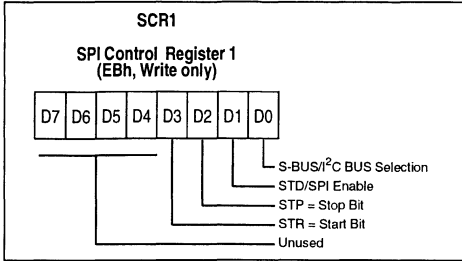 SCR1
SPI Control Register 1
(EBh, Write only)
D7 D6 D5 D4 D3 D2 D1 D0
S-BUS/I²C BUS Selection
STD/SPI Enable
STP = Stop Bit
STR = Start Bit
Unused